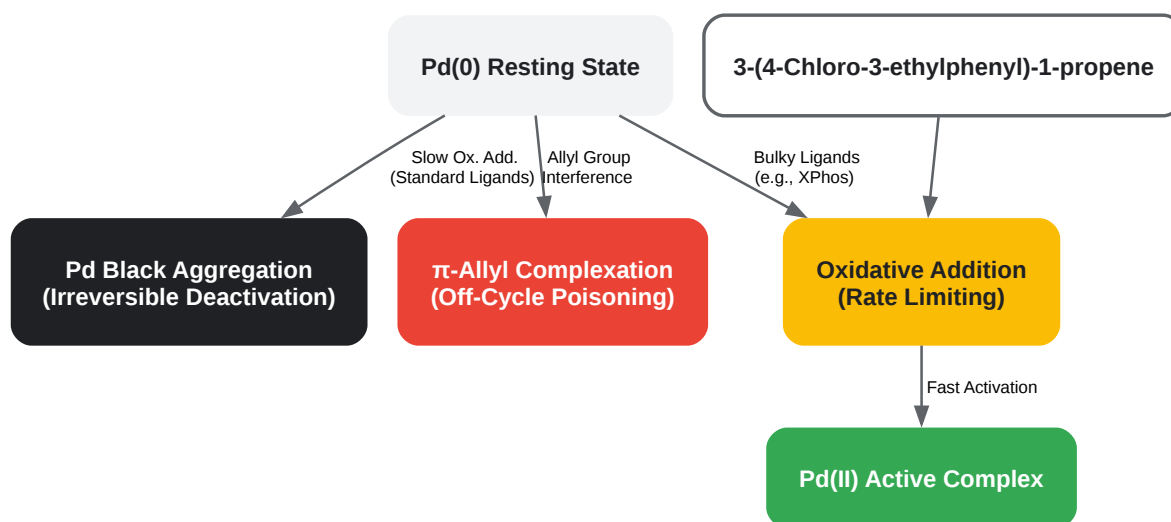 Pd(0) Resting State
3-(4-Chloro-3-ethylphenyl)-1-propene
Slow Ox. Add.
(Standard Ligands)
Allyl Group
Interference
Bulky Ligands
(e.g., XPhos)
Pd Black Aggregation
(Irreversible Deactivation)
π-Allyl Complexation
(Off-Cycle Poisoning)
Oxidative Addition
(Rate Limiting)
Fast Activation
Pd(II) Active Complex